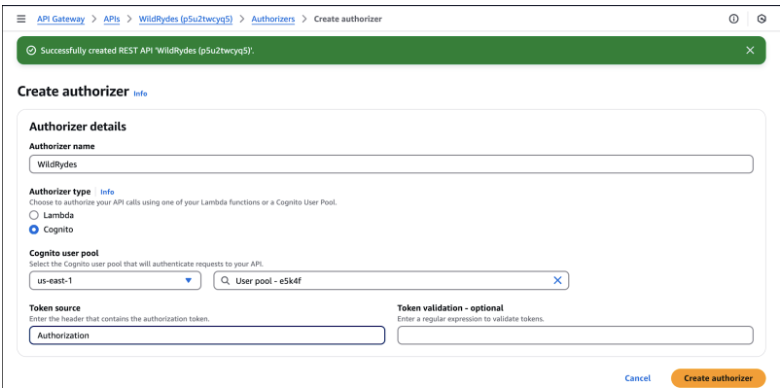 API Gateway > APIs > WildRydes (p5u2twcyq5) > Authorizers > Create authorizer
Successfully created REST API 'WildRydes (p5u2twcyq5)'.
Create authorizer Info
Authorizer details
Authorizer name
WildRydes
Authorizer type Info
Choose to authorize your API calls using one of your Lambda functions or a Cognito User Pool.
Lambda
Cognito
Cognito user pool
Select the Cognito user pool that will authenticate requests to your API.
us-east-1 User pool - e5k4f
Token source Token validation - optional
Enter the header that contains the authorization token. Enter a regular expression to validate tokens.
Authorization
Cancel Create authorizer